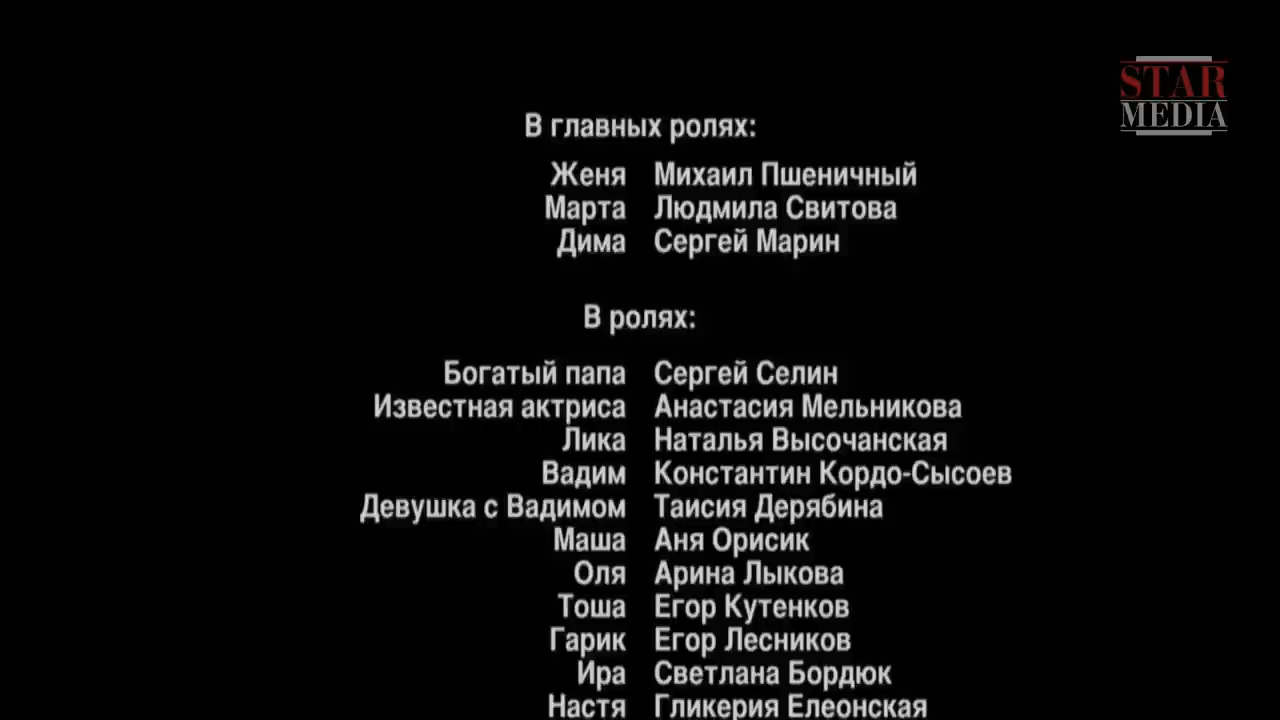 STAR
MEDIA
В главных ролях:
Женя Михаил Пшеничный
Марта Людмила Свитова
Дима Сергей Марин
В ролях:
Богатый папа Сергей Селин
Известная актриса Анастасия Мельникова
Лика Наталья Высочанская
Вадим Константин Кордо-Сысоев
Девушка с Вадимом Таисия Дерябина
Маша Аня Орисик
Оля Арина Лыкова
Тоша Егор Кутенков
Гарик Егор Лесников
Ира Светлана Бордюк
Настя Гликерия Елеонская